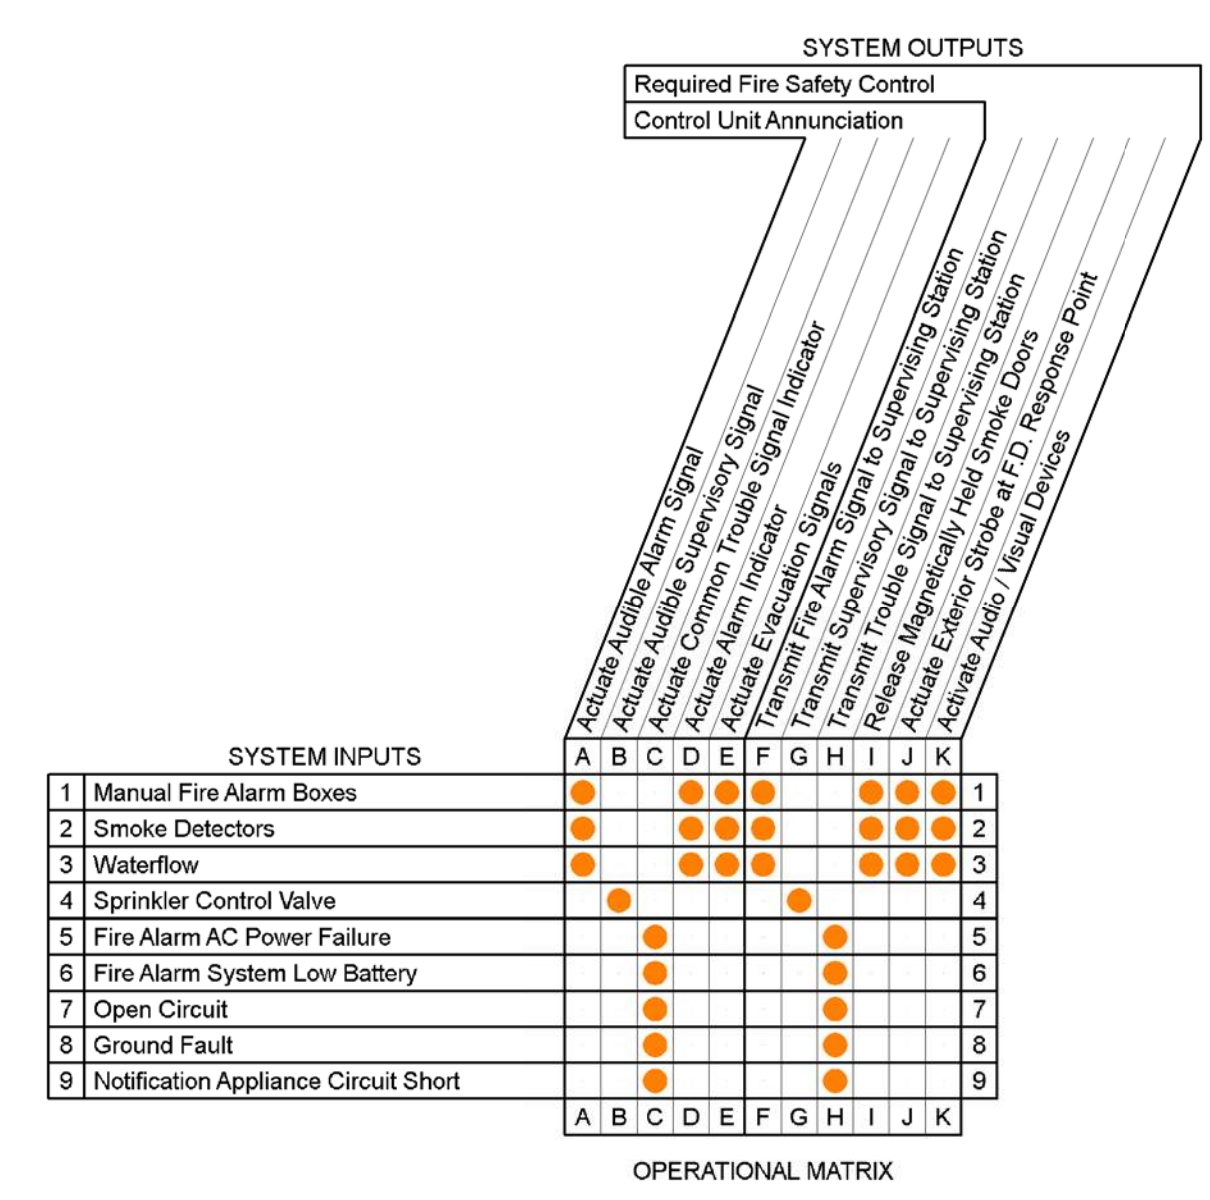 SYSTEM OUTPUTS
Required Fire Safety Control
Control Unit Annunciation
Actuate Audible Alarm Signal
Actuate Audible Supervisory Signal
Actuate Common Trouble Signal Indicator
Actuate Alarm Indicator
Actuate Evacuation Signals
Transmit Fire Alarm Signal to Supervising Station
Transmit Supervisory Signal to Supervising Station
Transmit Trouble Signal to Supervising Station
Release Magnetically Held Smoke Doors
Actuate Exterior Strobe at F.D. Response Point
Activate Audio / Visual Devices
SYSTEM INPUTS A B C D E F G H I J K
1 Manual Fire Alarm Boxes 1
2 Smoke Detectors 2
3 Waterflow 3
4 Sprinkler Control Valve 4
5 Fire Alarm AC Power Failure 5
6 Fire Alarm System Low Battery 6
7 Open Circuit 7
8 Ground Fault 8
9 Notification Appliance Circuit Short 9
A B C D E F G H I J K
OPERATIONAL MATRIX